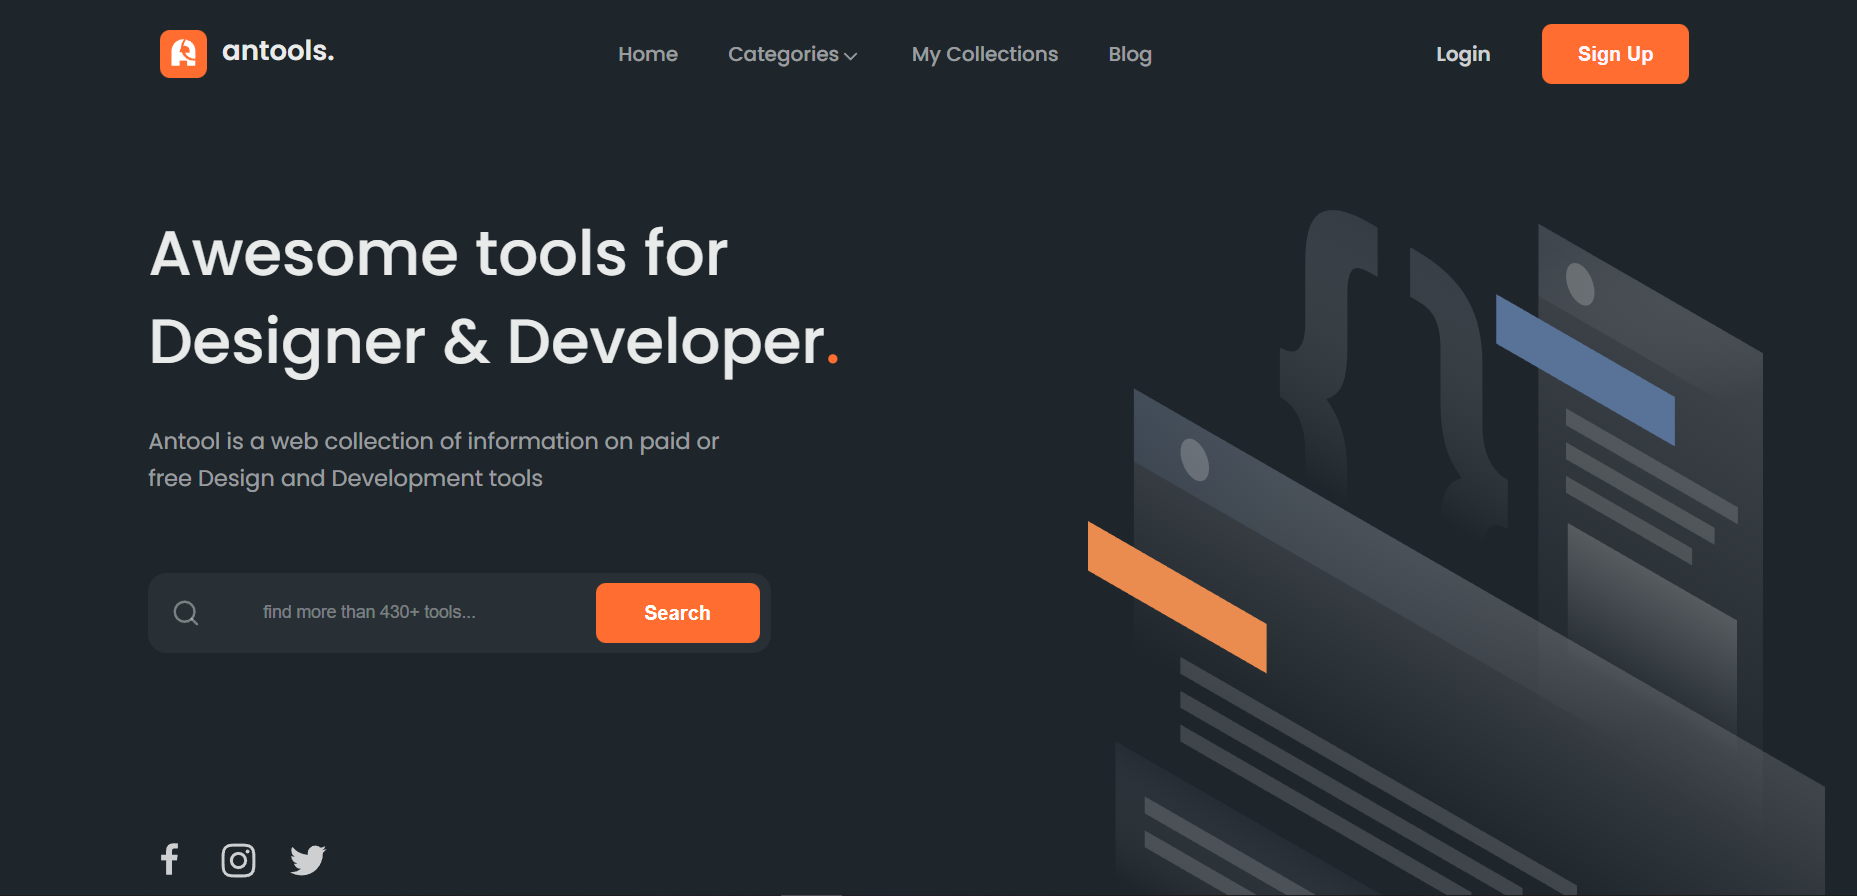 antools.
Home
Categories
My Collections
Blog
Login
Sign Up
Awesome tools for
Designer & Developer.
Antool is a web collection of information on paid or
free Design and Development tools
find more than 430+ tools...
Search